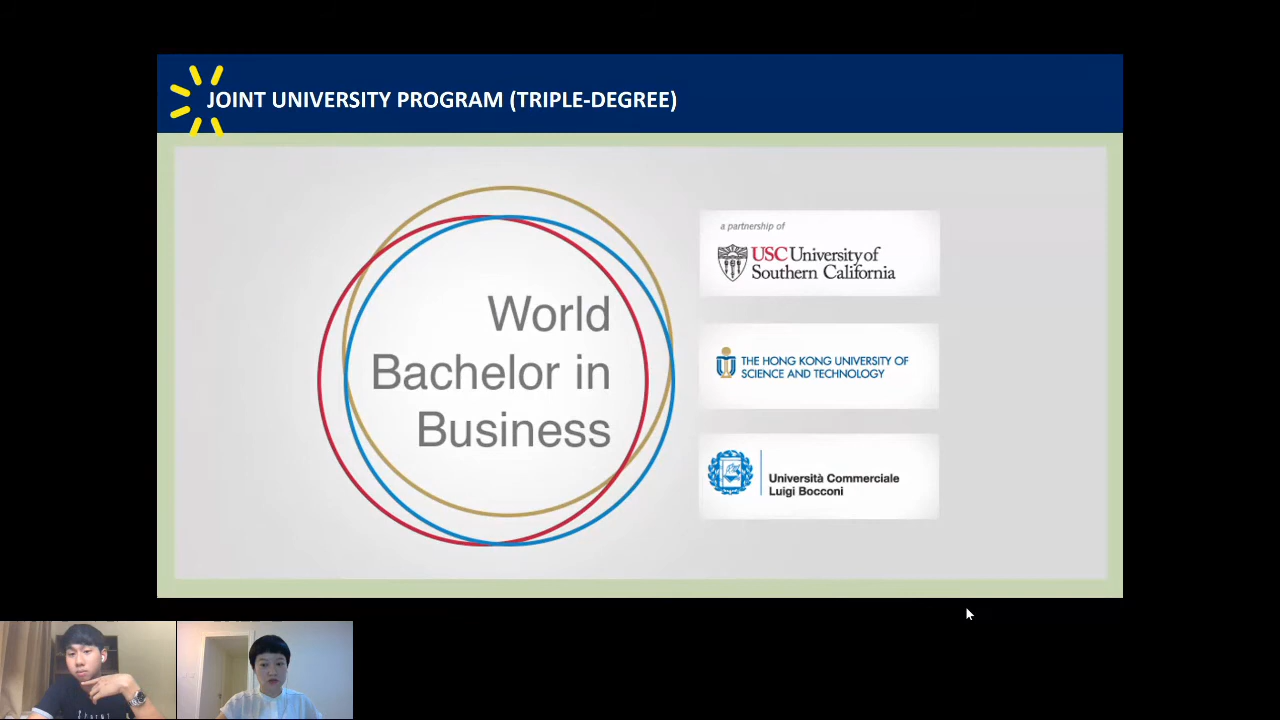 JOINT UNIVERSITY PROGRAM (TRIPLE-DEGREE)
World
Bachelor in
Business
a partnership of
USC University of
Southern California
THE HONG KONG UNIVERSITY OF
SCIENCE AND TECHNOLOGY
Università Commerciale
Luigi Bocconi